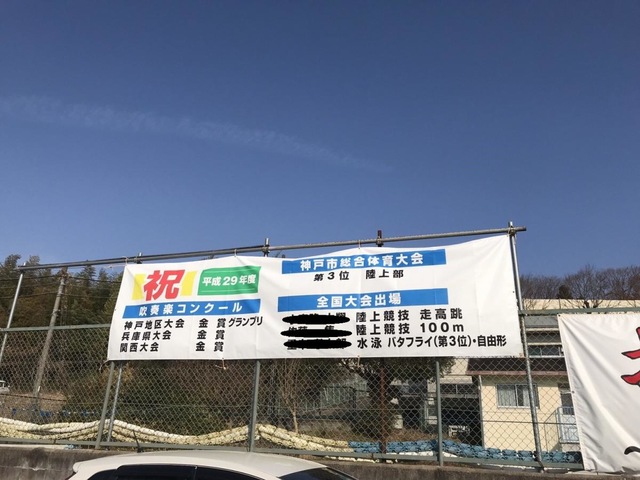 祝 平成29年度
吹奏楽コンクール
神戸地区大会 金賞グランプリ
兵庫県大会 金賞
関西大会 金賞
神戸市総合体育大会
第3位 陸上部
全国大会出場
陸上競技 走高跳
陸上競技 100m
水泳 バタフライ(第3位)・自由形